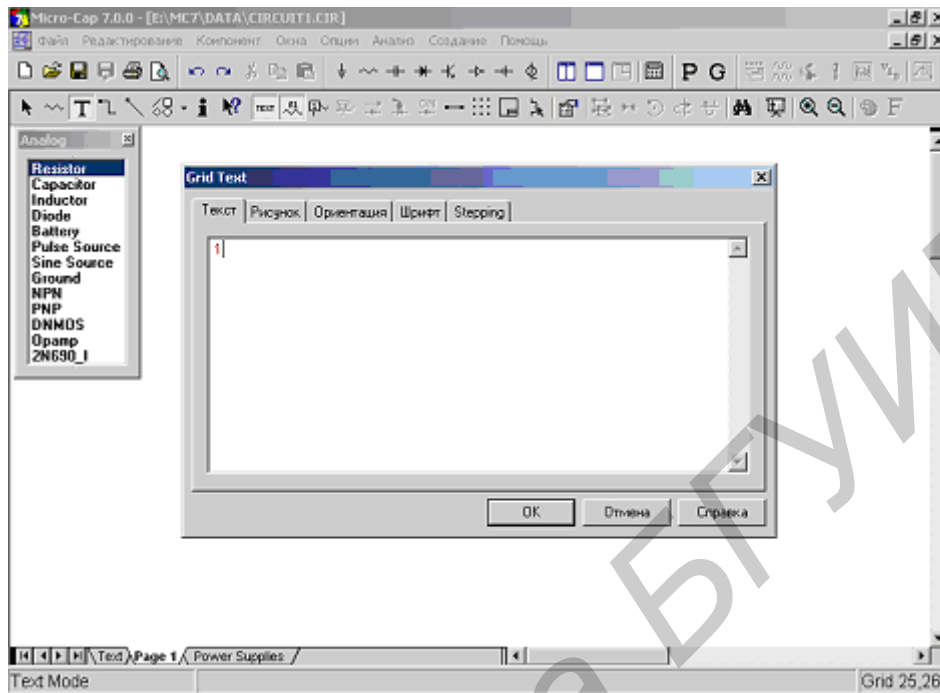 Micro-Cap 7.0.0 - [E:\MC7\DATA\CIRCUIT1.CIR]
Файл Редактирование Компонент Окна Опции Анализ Создание Помощь
P G
T TEXT F
Analog
Resistor
Capacitor
Inductor
Diode
Battery
Pulse Source
Sine Source
Ground
NPN
PNP
DNMOS
Opamp
2N690_I
Grid Text
Текст Рисунок Ориентация Шрифт Stepping
1
OK Отмена Справка
Text Page 1 Power Supplies
Text Mode Grid 25,26
а БГУИ